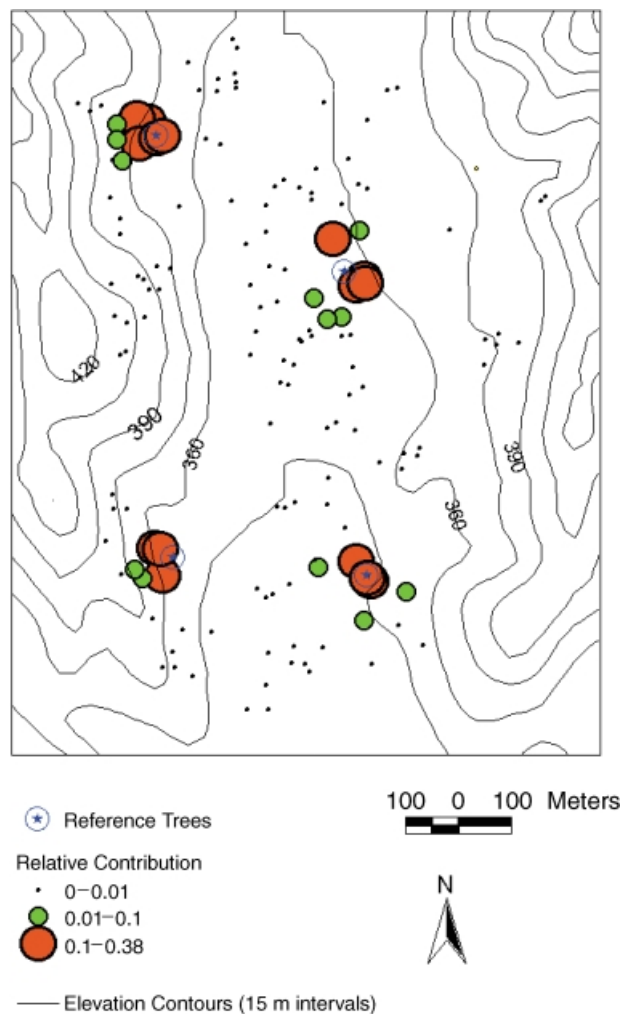 420
390
360
390
360
100 0 100 Meters
Reference Trees
Relative Contribution
0–0.01
0.01–0.1
0.1–0.38
N
Elevation Contours (15 m intervals)